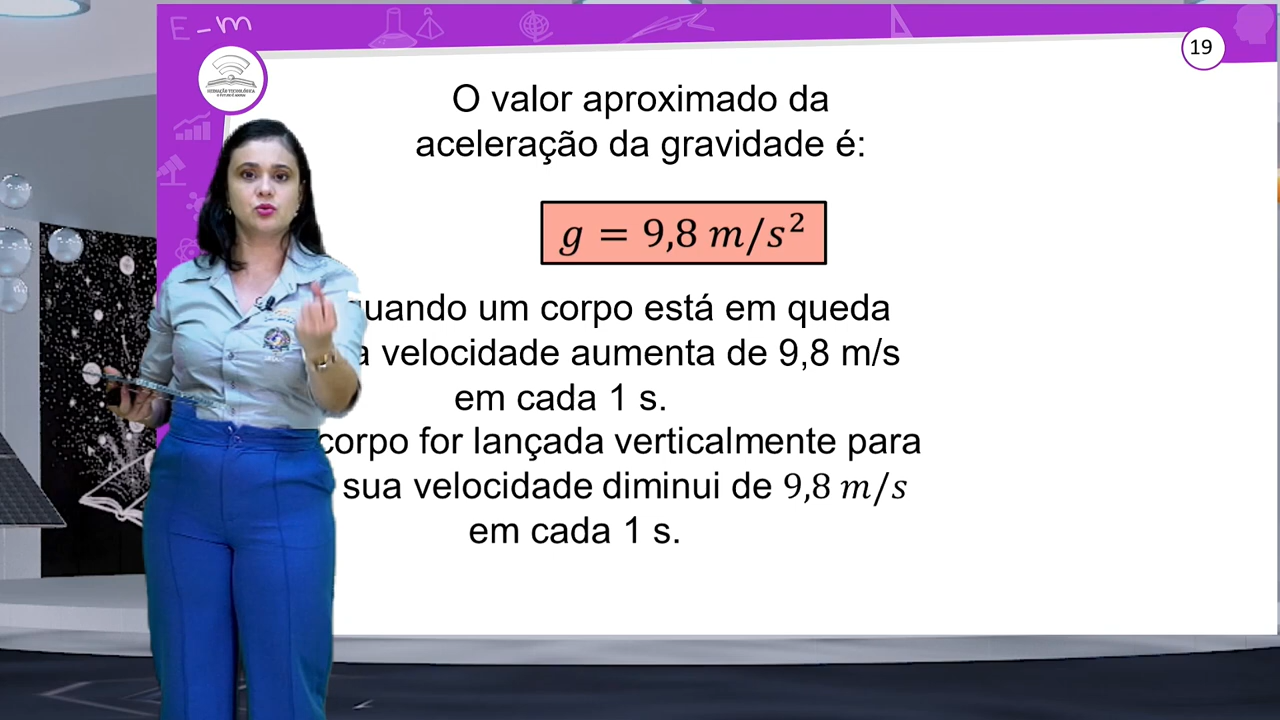 E=m
19
O valor aproximado da
aceleração da gravidade é:
g = 9,8 m/s²
quando um corpo está em queda
velocidade aumenta de 9,8 m/s
em cada 1 s.
corpo for lançada verticalmente para
sua velocidade diminui de 9,8 m/s
em cada 1 s.